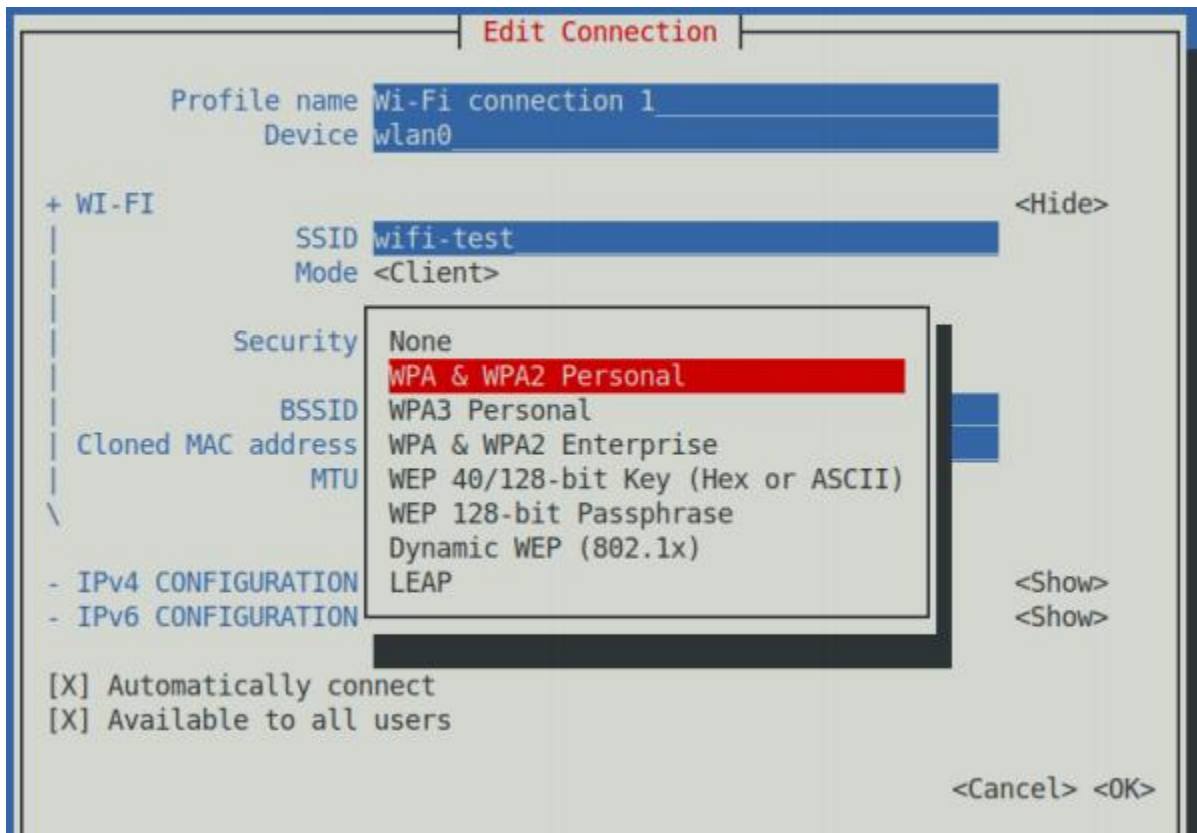 Edit Connection
Profile name Wi-Fi connection 1
Device wlan0
+ WI-FI <Hide>
SSID wifi-test
Mode <Client>
Security None
WPA & WPA2 Personal
BSSID WPA3 Personal
Cloned MAC address WPA & WPA2 Enterprise
MTU WEP 40/128-bit Key (Hex or ASCII)
WEP 128-bit Passphrase
Dynamic WEP (802.1x)
- IPv4 CONFIGURATION LEAP <Show>
- IPv6 CONFIGURATION <Show>
[X] Automatically connect
[X] Available to all users
<Cancel> <OK>